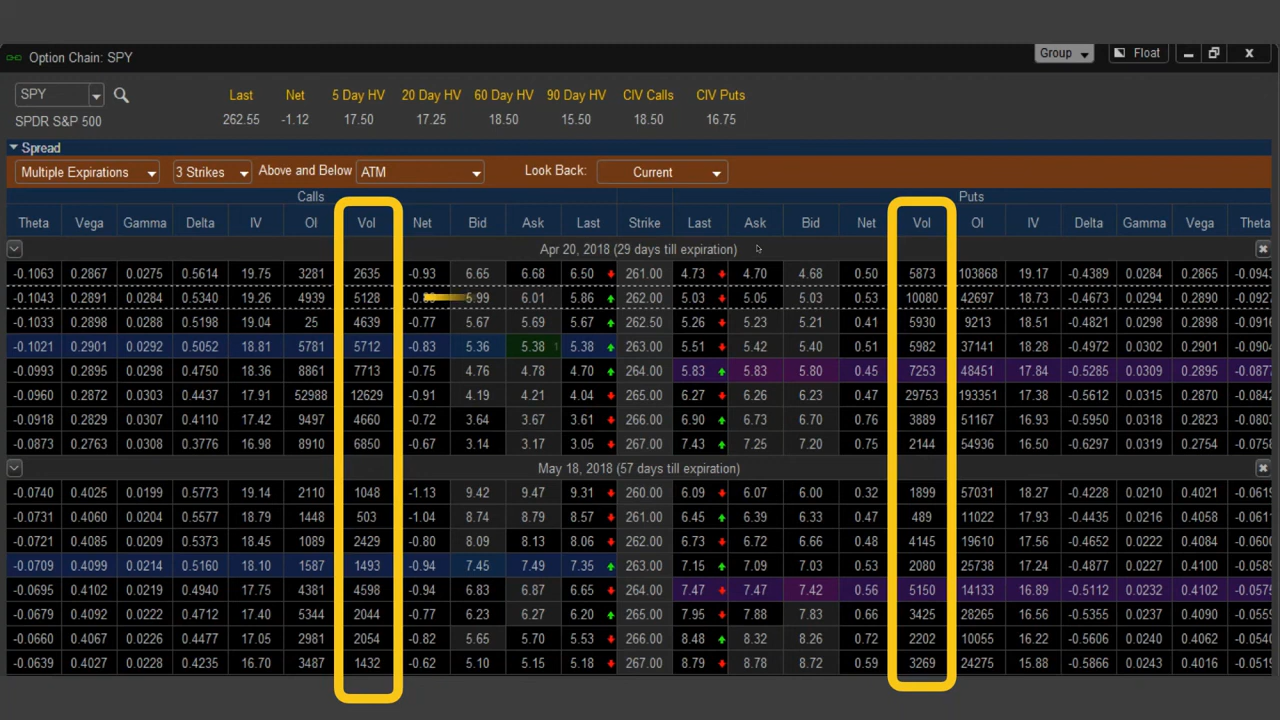 Option Chain: SPY
Group
Float
SPY
Last Net 5 Day HV 20 Day HV 60 Day HV 90 Day HV CIV Calls CIV Puts
SPDR S&P 500 262.55 -1.12 17.50 17.25 18.50 15.50 18.50 16.75
Spread
Multiple Expirations 3 Strikes Above and Below ATM Look Back: Current
Calls Puts
Theta Vega Gamma Delta IV OI Vol Net Bid Ask Last Strike Last Ask Bid Net Vol OI IV Delta Gamma Vega Theta
Apr 20, 2018 (29 days till expiration)
-0.1063 0.2867 0.0275 0.5614 19.75 3281 2635 -0.93 6.65 6.68 6.50 261.00 4.73 4.70 4.68 0.50 5873 103868 19.17 -0.4389 0.0284 0.2865 -0.094
-0.1043 0.2891 0.0284 0.5340 19.26 4939 5128 5.99 6.01 5.86 262.00 5.03 5.05 5.03 0.53 10080 42697 18.73 -0.4673 0.0290 0.2890 -0.092
-0.1033 0.2898 0.0288 0.5198 19.04 25 4639 -0.77 5.67 5.69 5.67 262.50 5.26 5.23 5.21 0.41 5930 9213 18.51 -0.4821 0.0298 0.2899 -0.091
-0.1021 0.2901 0.0292 0.5052 18.81 5781 5712 -0.83 5.36 5.38 5.38 263.00 5.51 5.42 5.40 0.51 5982 37141 18.28 -0.4972 0.0302 0.2901 -0.090
-0.0993 0.2895 0.0298 0.4750 18.36 8861 7713 -0.75 4.76 4.78 4.70 264.00 5.83 5.83 5.80 0.45 7253 48451 17.84 -0.5285 0.0309 0.2895 -0.087
-0.0960 0.2872 0.0303 0.4437 17.91 52988 12629 -0.91 4.19 4.21 4.04 265.00 6.27 6.26 6.23 0.47 29753 193351 17.38 -0.5612 0.0315 0.2870 -0.084
-0.0918 0.2829 0.0307 0.4110 17.42 9497 4660 -0.72 3.64 3.67 3.61 266.00 6.90 6.73 6.70 0.76 3889 51167 16.93 -0.5950 0.0318 0.2823 -0.080
-0.0873 0.2763 0.0308 0.3776 16.98 8910 6850 -0.67 3.14 3.17 3.05 267.00 7.43 7.25 7.20 0.75 2144 54936 16.50 -0.6297 0.0319 0.2754 -0.075
May 18, 2018 (57 days till expiration)
-0.0740 0.4025 0.0199 0.5773 19.14 2110 1048 -1.13 9.42 9.47 9.31 260.00 6.09 6.07 6.00 0.32 1899 57031 18.27 -0.4228 0.0210 0.4021 -0.061
-0.0731 0.4060 0.0204 0.5577 18.79 1448 503 -1.04 8.74 8.79 8.57 261.00 6.45 6.39 6.33 0.47 489 11022 17.93 -0.4435 0.0216 0.4058 -0.061
-0.0721 0.4085 0.0209 0.5373 18.45 1089 2429 -0.80 8.09 8.13 8.06 262.00 6.73 6.72 6.66 0.48 4145 19610 17.58 -0.4652 0.0222 0.4084 -0.060
-0.0709 0.4099 0.0214 0.5160 18.10 1587 1493 -0.94 7.45 7.49 7.35 263.00 7.15 7.09 7.03 0.53 2080 25738 17.24 -0.4877 0.0227 0.4100 -0.058
-0.0695 0.4102 0.0219 0.4940 17.75 4381 4598 -0.94 6.83 6.87 6.65 264.00 7.47 7.47 7.42 0.56 5150 14133 16.89 -0.5112 0.0232 0.4102 -0.057
-0.0679 0.4092 0.0223 0.4712 17.40 5344 2044 -0.77 6.23 6.27 6.20 265.00 7.95 7.88 7.83 0.66 3425 28265 16.56 -0.5355 0.0237 0.4090 -0.055
-0.0660 0.4066 0.0226 0.4477 17.05 2981 2054 -0.82 5.65 5.70 5.53 266.00 8.48 8.32 8.26 0.72 2202 10055 16.22 -0.5606 0.0240 0.4062 -0.054
-0.0639 0.4027 0.0228 0.4235 16.70 3487 1432 -0.62 5.10 5.15 5.18 267.00 8.79 8.78 8.72 0.59 3269 24275 15.88 -0.5866 0.0243 0.4016 -0.051